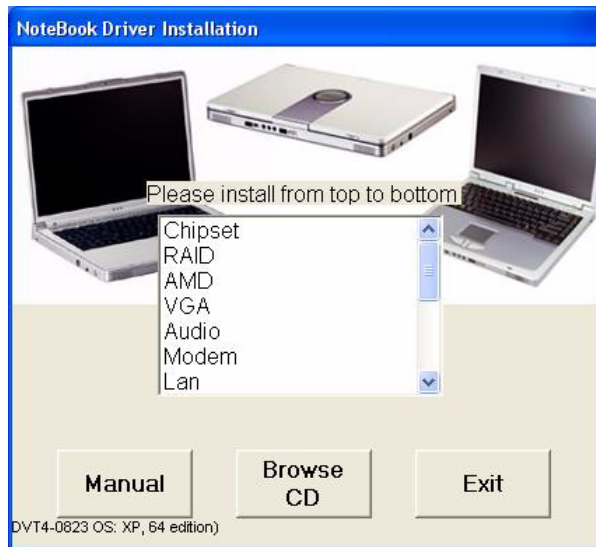 NoteBook Driver Installation
Please install from top to bottom
Chipset
RAID
AMD
VGA
Audio
Modem
Lan
Manual
Browse
CD
Exit
DVT4-0823 OS: XP, 64 edition)